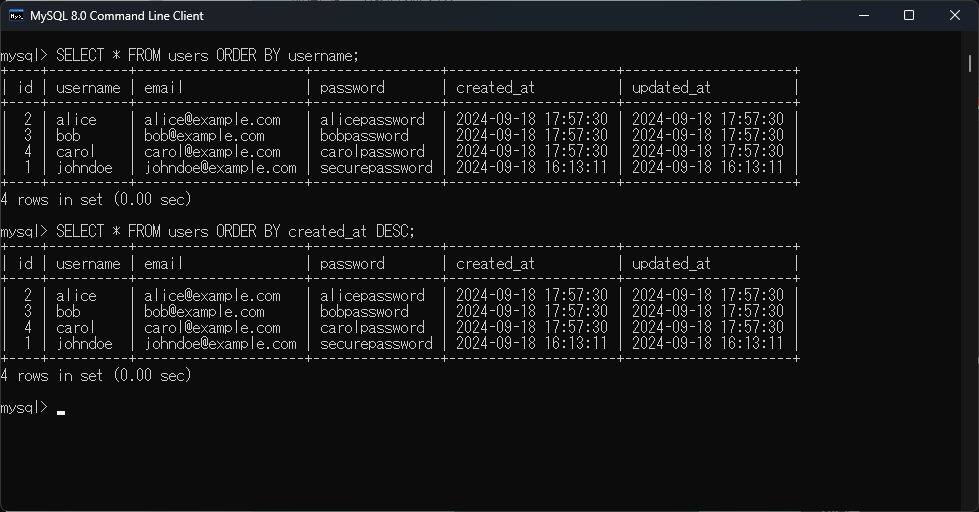 MySQL 8.0 Command Line Client
mysql> SELECT * FROM users ORDER BY username;
+----+----------+---------------------+----------------+---------------------+---------------------+
| id | username | email               | password       | created_at          | updated_at          |
+----+----------+---------------------+----------------+---------------------+---------------------+
|  2 | alice    | alice@example.com   | alicepassword  | 2024-09-18 17:57:30 | 2024-09-18 17:57:30 |
|  3 | bob      | bob@example.com     | bobpassword    | 2024-09-18 17:57:30 | 2024-09-18 17:57:30 |
|  4 | carol    | carol@example.com   | carolpassword  | 2024-09-18 17:57:30 | 2024-09-18 17:57:30 |
|  1 | johndoe  | johndoe@example.com | securepassword | 2024-09-18 16:13:11 | 2024-09-18 16:13:11 |
+----+----------+---------------------+----------------+---------------------+---------------------+
4 rows in set (0.00 sec)
mysql> SELECT * FROM users ORDER BY created_at DESC;
+----+----------+---------------------+----------------+---------------------+---------------------+
| id | username | email               | password       | created_at          | updated_at          |
+----+----------+---------------------+----------------+---------------------+---------------------+
|  2 | alice    | alice@example.com   | alicepassword  | 2024-09-18 17:57:30 | 2024-09-18 17:57:30 |
|  3 | bob      | bob@example.com     | bobpassword    | 2024-09-18 17:57:30 | 2024-09-18 17:57:30 |
|  4 | carol    | carol@example.com   | carolpassword  | 2024-09-18 17:57:30 | 2024-09-18 17:57:30 |
|  1 | johndoe  | johndoe@example.com | securepassword | 2024-09-18 16:13:11 | 2024-09-18 16:13:11 |
+----+----------+---------------------+----------------+---------------------+---------------------+
4 rows in set (0.00 sec)
mysql>